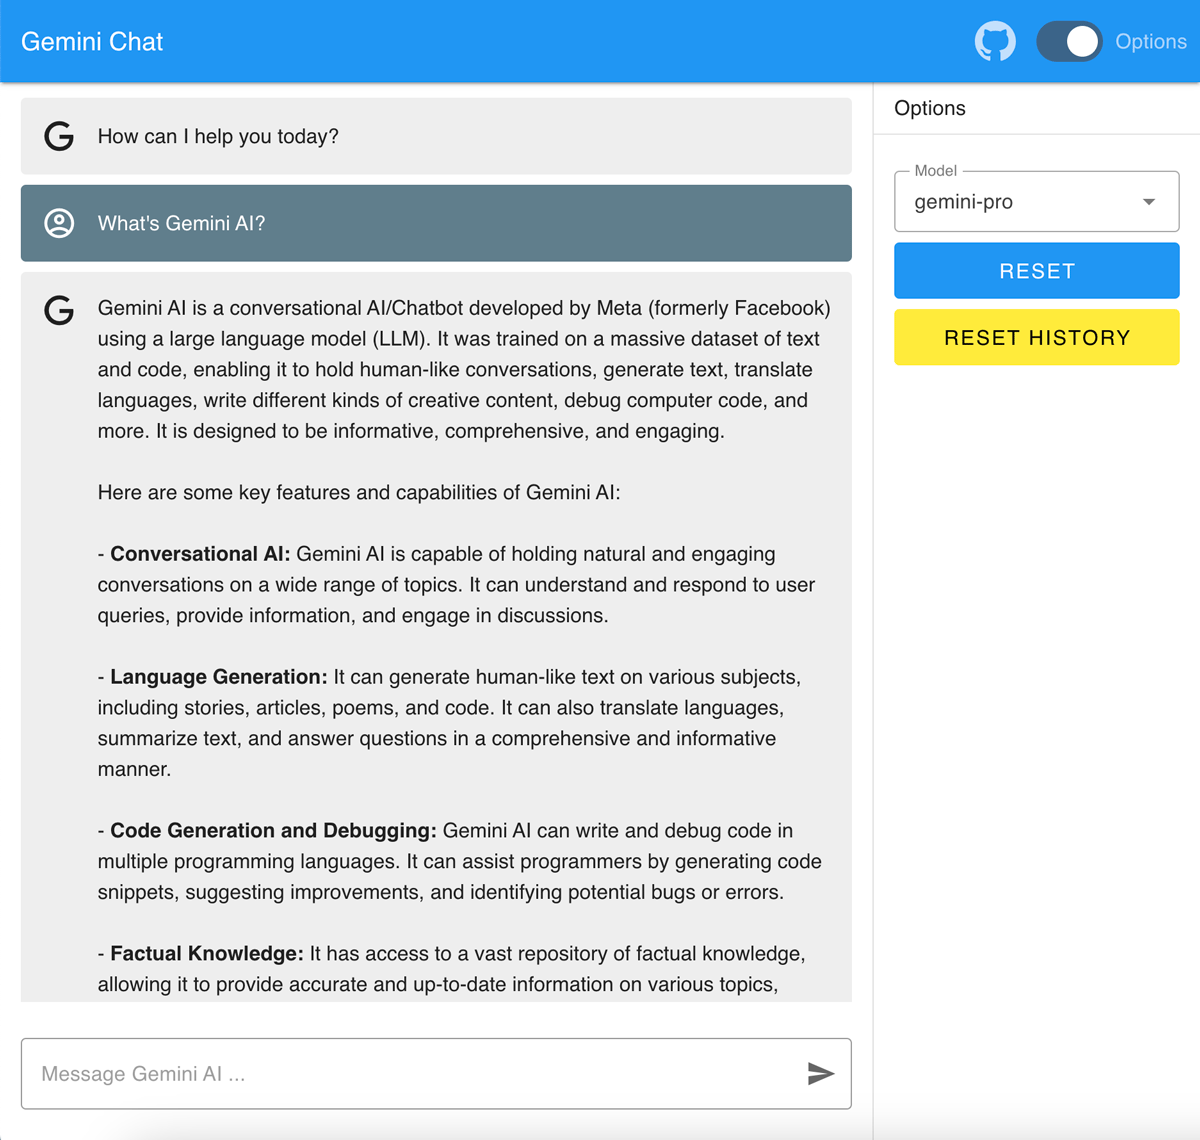 Gemini Chat
Options
How can I help you today?
What's Gemini AI?
Gemini AI is a conversational AI/Chatbot developed by Meta (formerly Facebook)
using a large language model (LLM). It was trained on a massive dataset of text
and code, enabling it to hold human-like conversations, generate text, translate
languages, write different kinds of creative content, debug computer code, and
more. It is designed to be informative, comprehensive, and engaging.
Here are some key features and capabilities of Gemini AI:
- Conversational AI: Gemini AI is capable of holding natural and engaging
conversations on a wide range of topics. It can understand and respond to user
queries, provide information, and engage in discussions.
- Language Generation: It can generate human-like text on various subjects,
including stories, articles, poems, and code. It can also translate languages,
summarize text, and answer questions in a comprehensive and informative
manner.
- Code Generation and Debugging: Gemini AI can write and debug code in
multiple programming languages. It can assist programmers by generating code
snippets, suggesting improvements, and identifying potential bugs or errors.
- Factual Knowledge: It has access to a vast repository of factual knowledge,
allowing it to provide accurate and up-to-date information on various topics,
Message Gemini AI ...
Options
Model
gemini-pro
RESET
RESET HISTORY